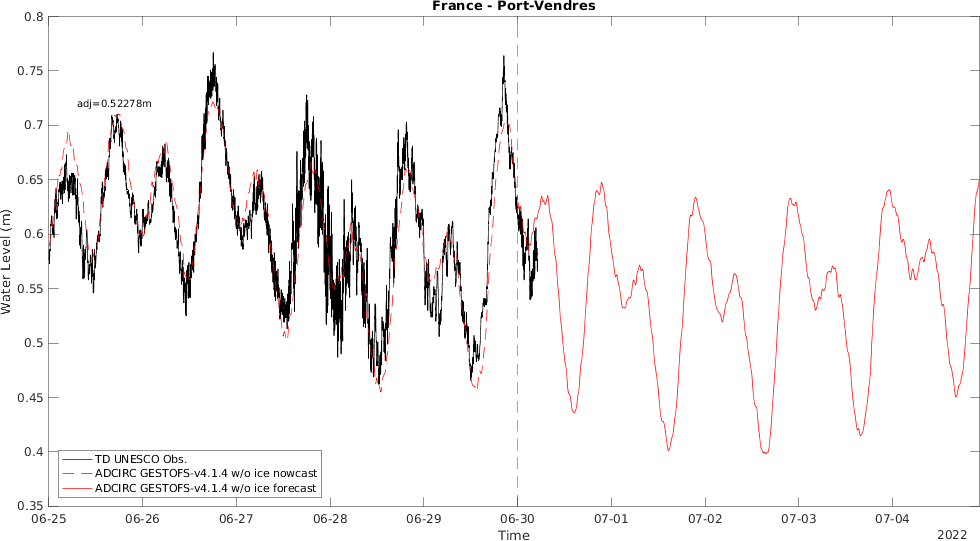 France - Port-Vendres
0.8
0.75
0.7
0.65
0.6
0.55
0.5
0.45
0.4
0.35
Water Level (m)
adj=0.52278m
TD UNESCO Obs.
ADCIRC GESTOFS-v4.1.4 w/o ice nowcast
ADCIRC GESTOFS-v4.1.4 w/o ice forecast
06-25 06-26 06-27 06-28 06-29 06-30 07-01 07-02 07-03 07-04
Time
2022